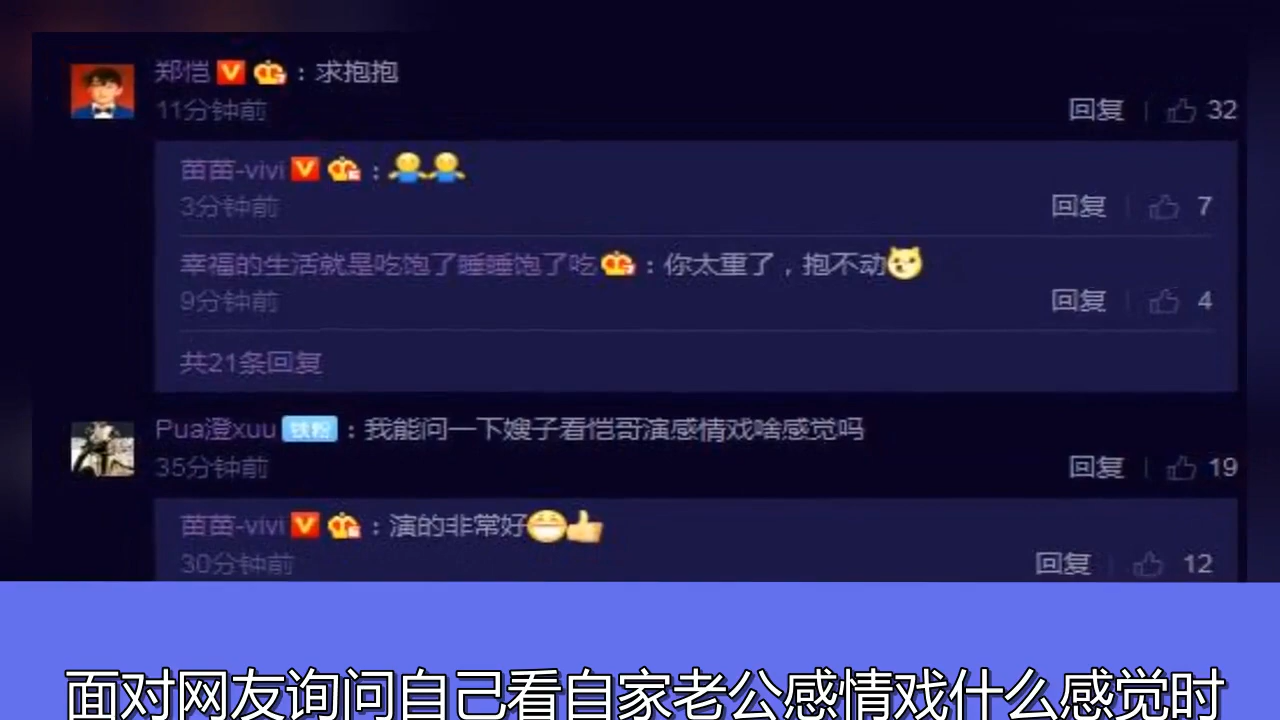 郑恺 V：求抱抱
11分钟前
回复 32
苗苗-vivi V：
3分钟前
回复 7
幸福的生活就是吃饱了睡睡饱了吃：你太重了，抱不动
9分钟前
回复 4
共21条回复
Pua澄xuu 铁粉：我能问一下嫂子看恺哥演感情戏啥感觉吗
35分钟前
回复 19
苗苗-vivi V：演的非常好
30分钟前
回复 12
面对网友询问自己看自家老公感情戏什么感觉时